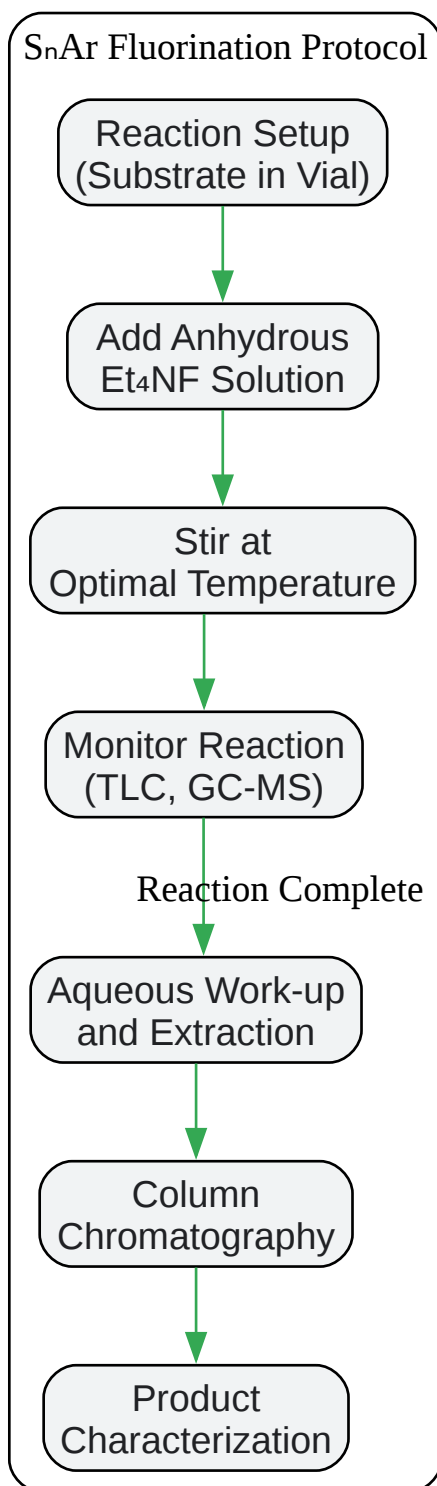 SₙAr Fluorination Protocol
Reaction Setup
(Substrate in Vial)
Add Anhydrous
Et₄NF Solution
Stir at
Optimal Temperature
Monitor Reaction
(TLC, GC-MS)
Reaction Complete
Aqueous Work-up
and Extraction
Column
Chromatography
Product
Characterization